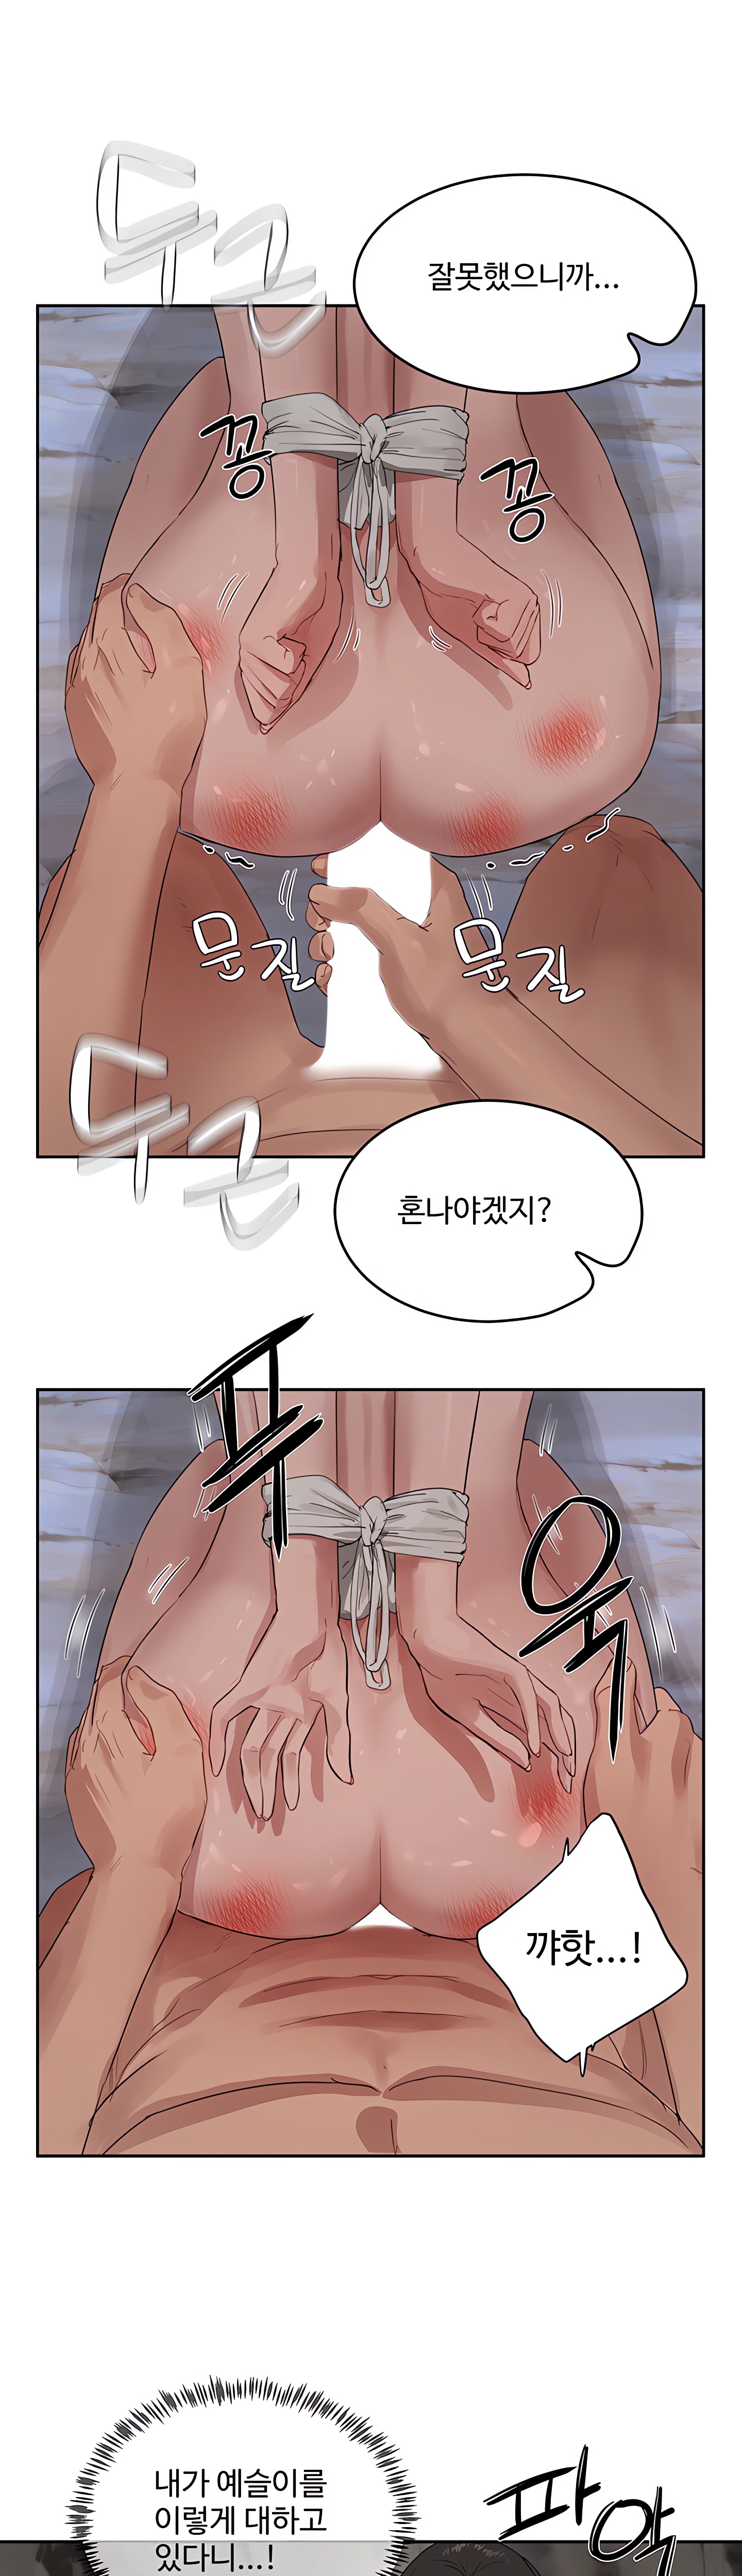 두근
잘못했으니까...
꽁
꽁
문질
문질
두근
혼나야겠지?
푸
욱
꺄핫...!
내가 예슬이를
이렇게 대하고
있다니...!
파악